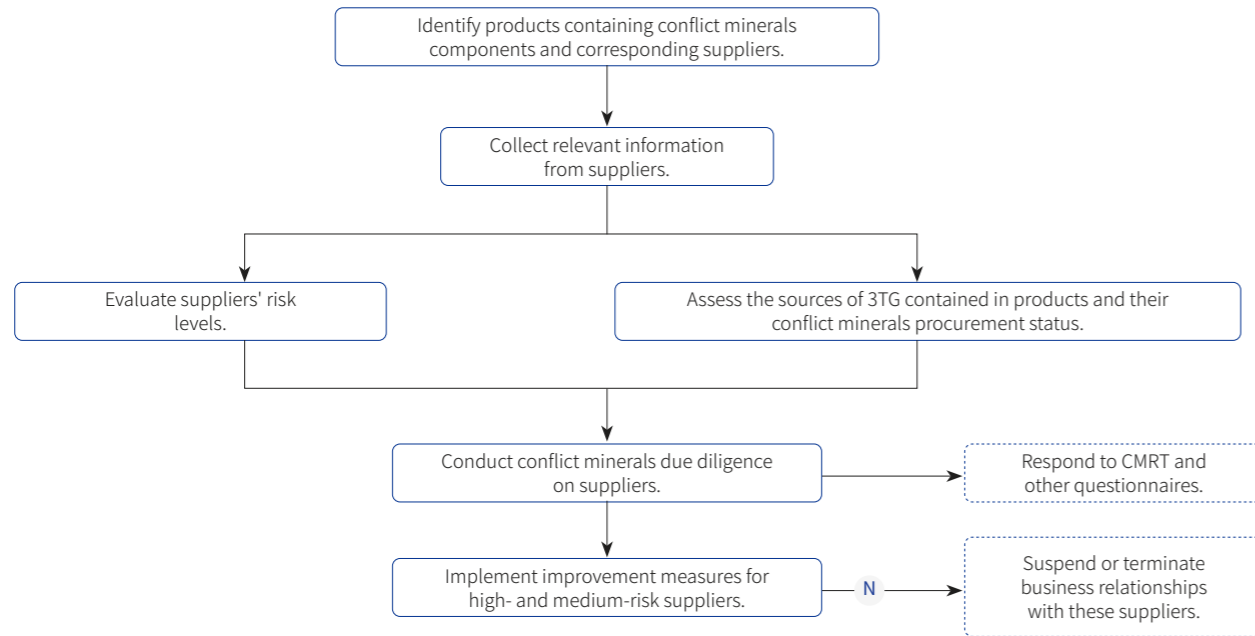 Identify products containing conflict minerals
components and corresponding suppliers.
Collect relevant information
from suppliers.
Evaluate suppliers' risk
levels.
Assess the sources of 3TG contained in products and their
conflict minerals procurement status.
Conduct conflict minerals due diligence
on suppliers.
Respond to CMRT and
other questionnaires.
Implement improvement measures for
high- and medium-risk suppliers.
N
Suspend or terminate
business relationships
with these suppliers.